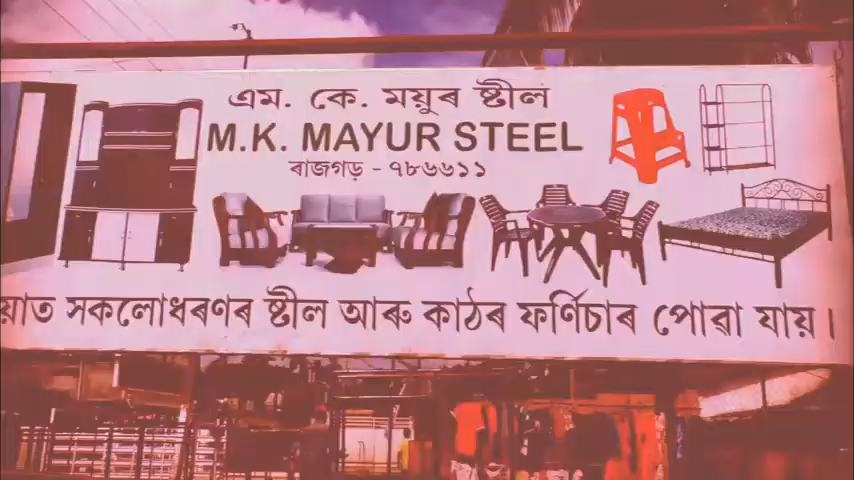 এম. কে. ময়ুৰ ষ্টীল
M.K. MAYUR STEEL
ৰাজগড় - ৭৮৬৬১১
য়াত সকলোধৰণৰ ষ্টীল আৰু কাঠৰ ফৰ্ণিচাৰ পোৱা যায়।